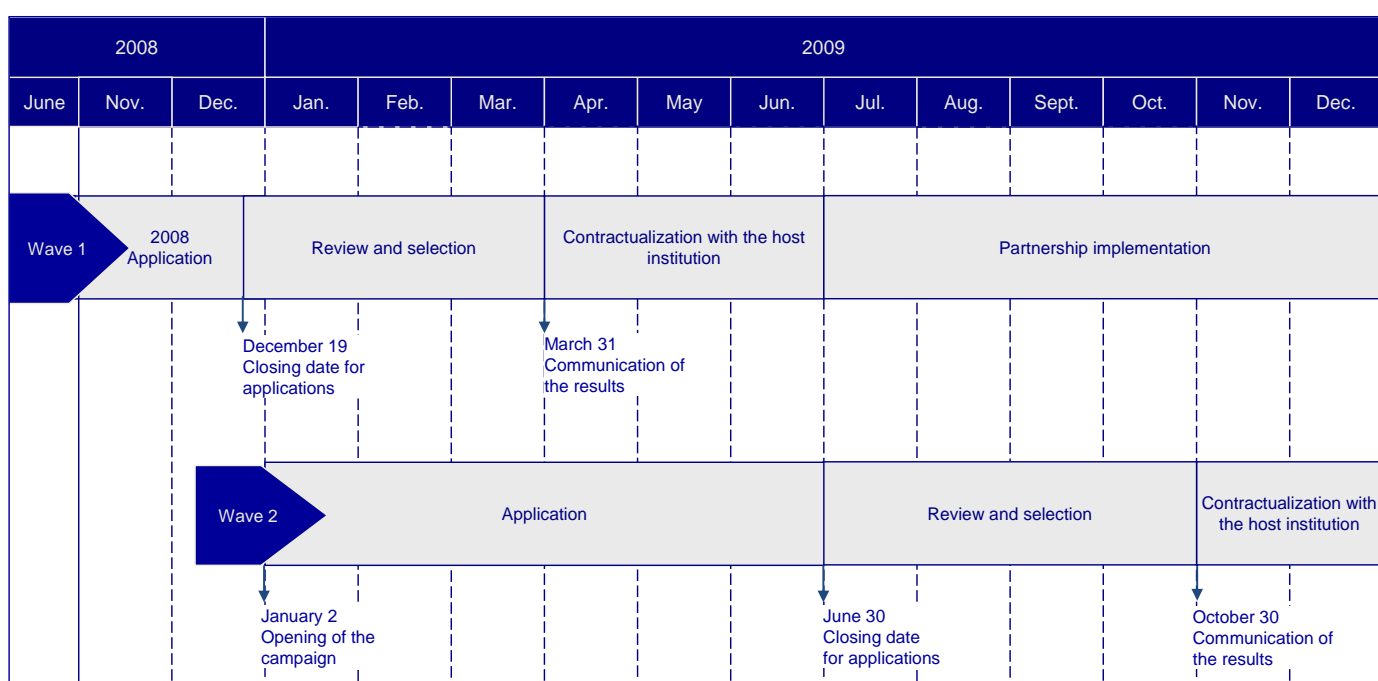 2008
2009
June
Nov.
Dec.
Jan.
Feb.
Mar.
Apr.
May
Jun.
Jul.
Aug.
Sept.
Oct.
Nov.
Dec.
Wave 1
2008
Application
Review and selection
Contractualization with the host
institution
Partnership implementation
December 19
Closing date for
applications
March 31
Communication of
the results
Wave 2
Application
Review and selection
Contractualization with
the host institution
January 2
Opening of the
campaign
June 30
Closing date
for applications
October 30
Communication of
the results